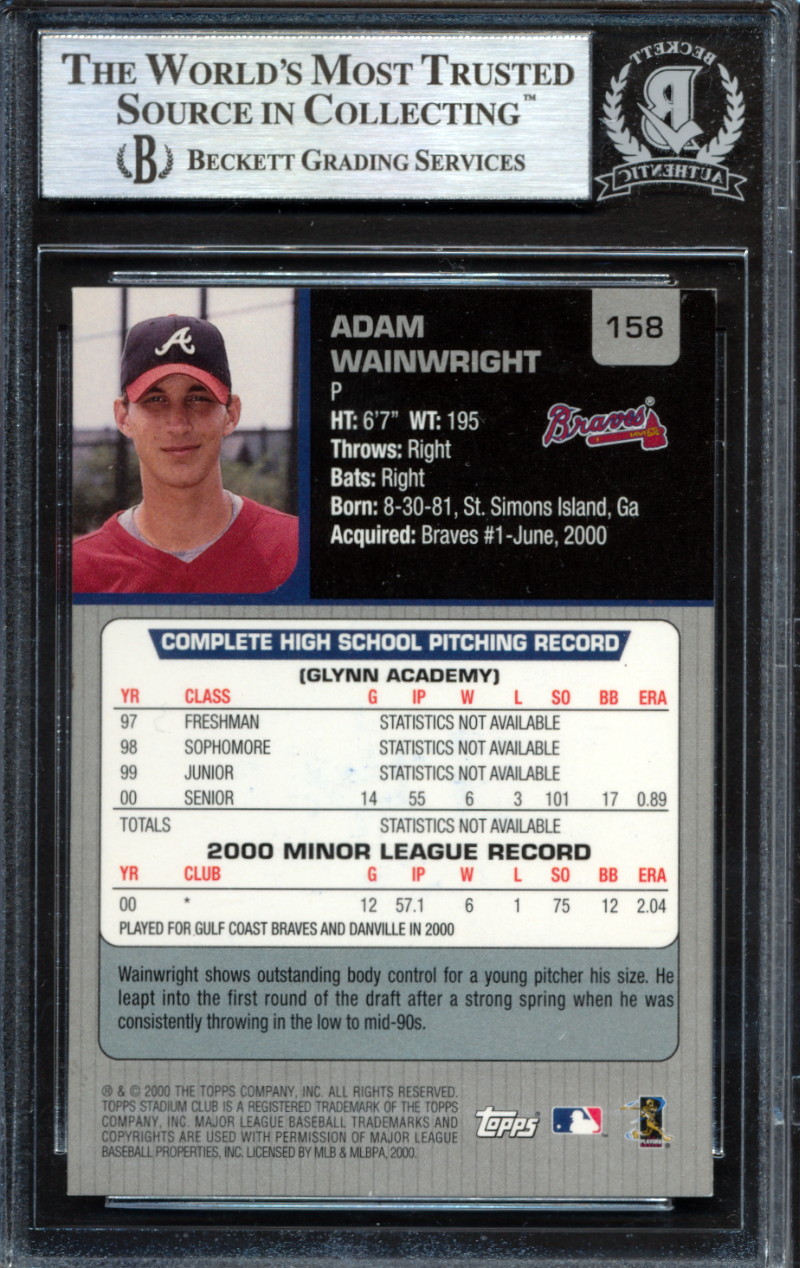 THE WORLD'S MOST TRUSTED
SOURCE IN COLLECTING™
B BECKETT GRADING SERVICES
BECKETT
B
AUTHENTIC
A
ADAM
WAINWRIGHT
158
P
HT: 6'7" WT: 195
Braves®
Throws: Right
Bats: Right
Born: 8-30-81, St. Simons Island, Ga
Acquired: Braves #1-June, 2000
COMPLETE HIGH SCHOOL PITCHING RECORD
(GLYNN ACADEMY)
YR CLASS G IP W L SO BB ERA
97 FRESHMAN STATISTICS NOT AVAILABLE
98 SOPHOMORE STATISTICS NOT AVAILABLE
99 JUNIOR STATISTICS NOT AVAILABLE
00 SENIOR 14 55 6 3 101 17 0.89
TOTALS STATISTICS NOT AVAILABLE
2000 MINOR LEAGUE RECORD
YR CLUB G IP W L SO BB ERA
00 * 12 57.1 6 1 75 12 2.04
PLAYED FOR GULF COAST BRAVES AND DANVILLE IN 2000
Wainwright shows outstanding body control for a young pitcher his size. He
leapt into the first round of the draft after a strong spring when he was
consistently throwing in the low to mid-90s.
® & © 2000 THE TOPPS COMPANY, INC. ALL RIGHTS RESERVED.
TOPPS STADIUM CLUB IS A REGISTERED TRADEMARK OF THE TOPPS
COMPANY, INC. MAJOR LEAGUE BASEBALL TRADEMARKS AND
COPYRIGHTS ARE USED WITH PERMISSION OF MAJOR LEAGUE
BASEBALL PROPERTIES, INC. LICENSED BY MLB & MLBPA, 2000.
topps®